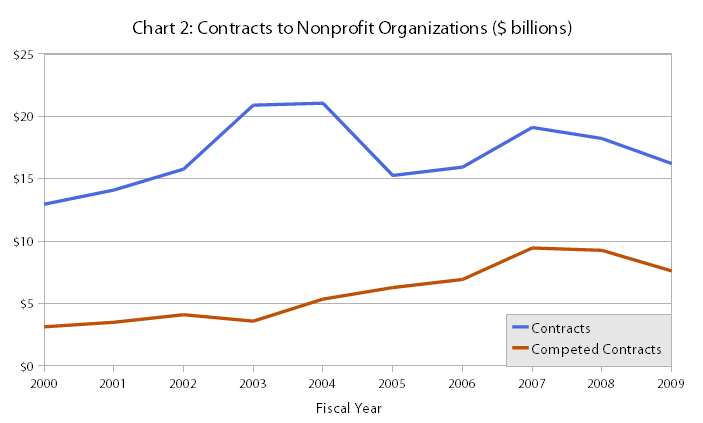 Chart 2: Contracts to Nonprofit Organizations ($ billions)
$25
$20
$15
$10
$5
$0
Contracts
Competed Contracts
2000 2001 2002 2003 2004 2005 2006 2007 2008 2009
Fiscal Year